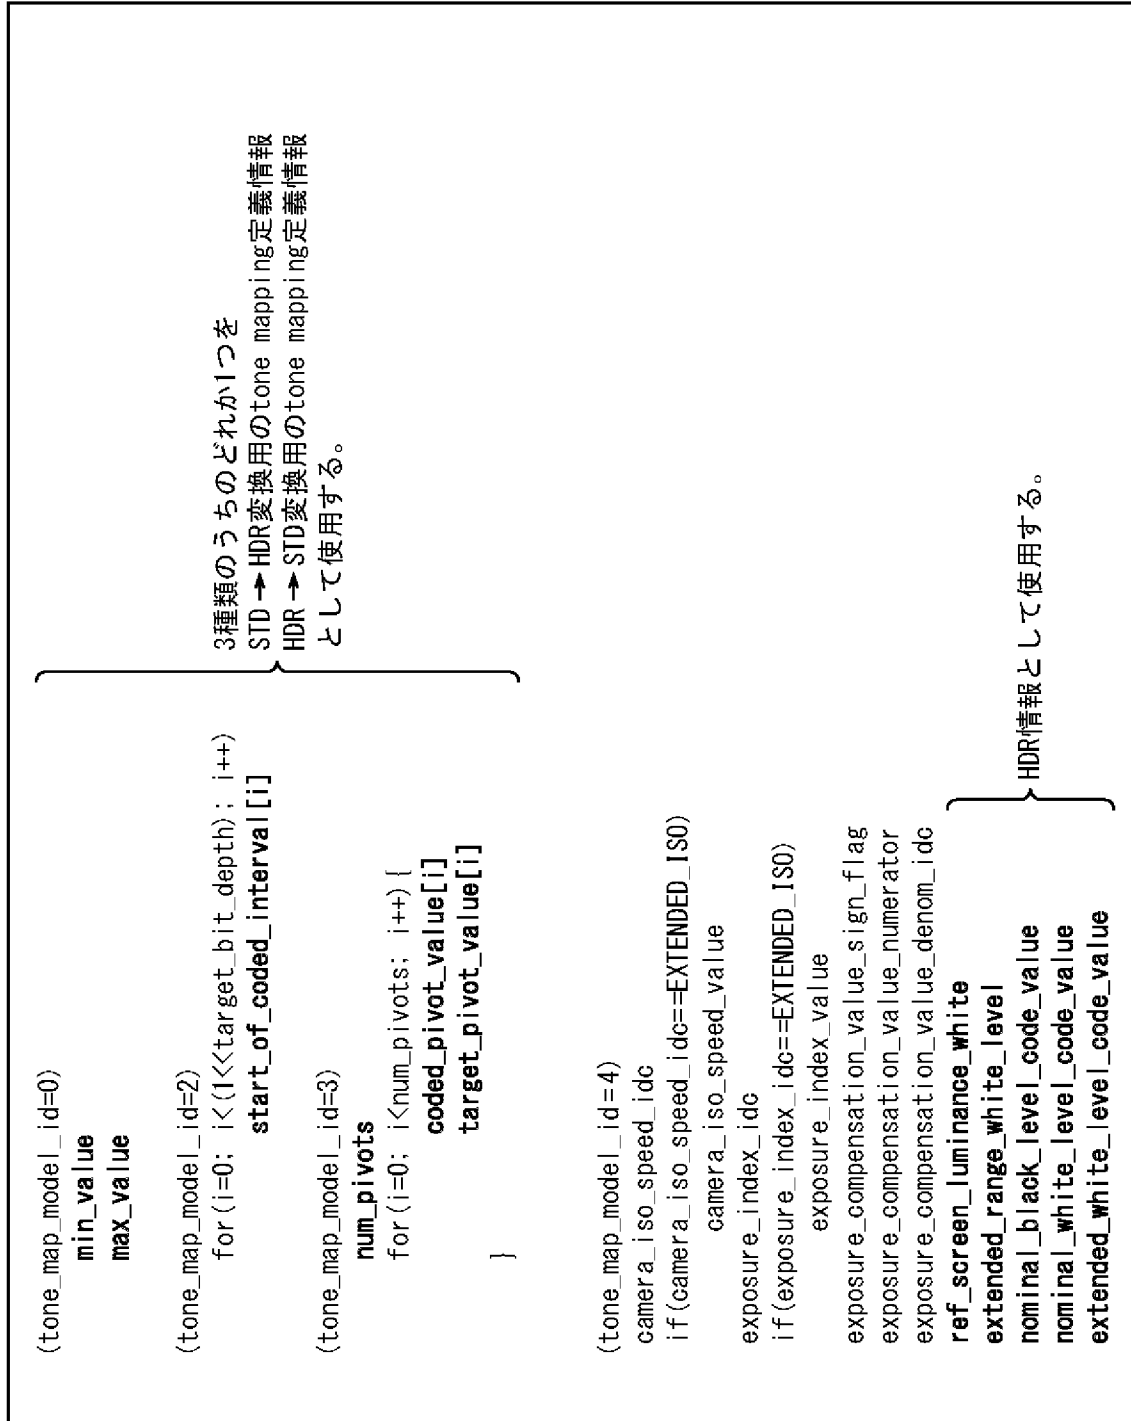 (tone_map_model_id=0)
min_value
max_value
(tone_map_model_id=2)
for(i=0; i<(1<<target_bit_depth); i++)
start_of_coded_interval[i]
(tone_map_model_id=3)
num_pivots
for(i=0; i<num_pivots; i++) {
coded_pivot_value[i]
target_pivot_value[i]
}
3種類のうちのどれか1つを
STD→HDR変換用のtone mapping定義情報
HDR→STD変換用のtone mapping定義情報
として使用する。
(tone_map_model_id=4)
camera_iso_speed_idc
if(camera_iso_speed_idc==EXTENDED_ISO)
camera_iso_speed_value
exposure_index_idc
if(exposure_index_idc==EXTENDED_ISO)
exposure_index_value
exposure_compensation_value_sign_flag
exposure_compensation_value_numerator
exposure_compensation_value_denom_idc
ref_screen_luminance_white
extended_range_white_level
nominal_black_level_code_value
nominal_white_level_code_value
extended_white_level_code_value
HDR情報として使用する。